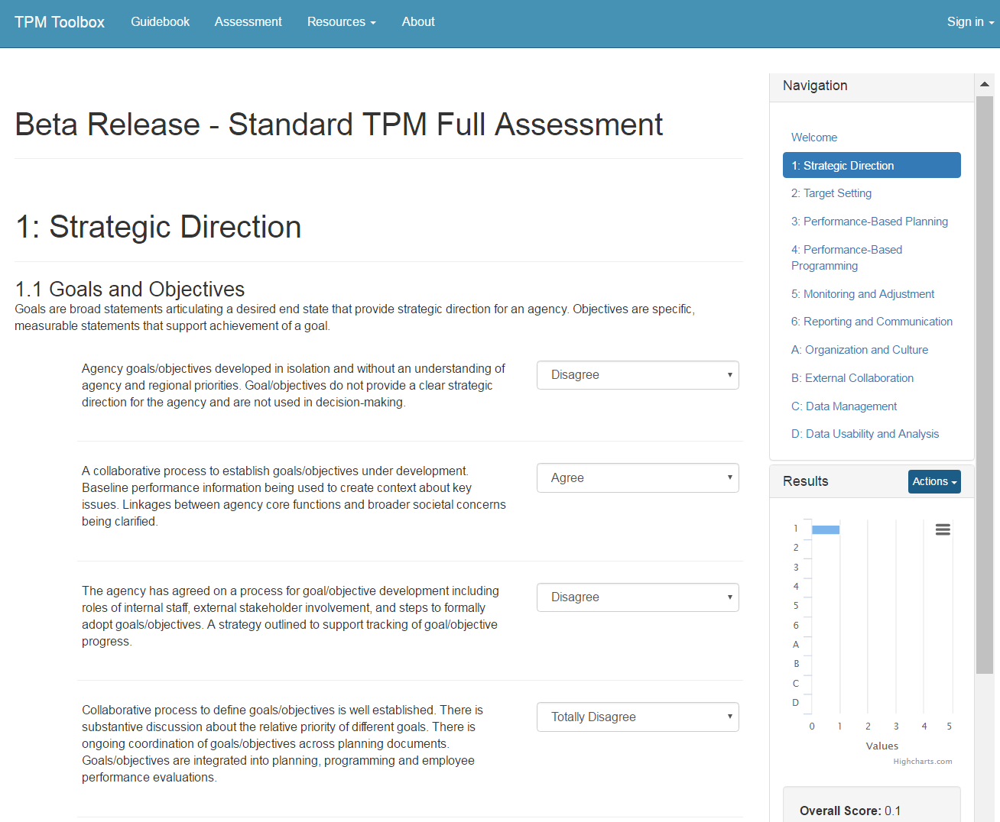 TPM Toolbox Guidebook Assessment Resources About Sign in
Beta Release - Standard TPM Full Assessment
1: Strategic Direction
1.1 Goals and Objectives
Goals are broad statements articulating a desired end state that provide strategic direction for an agency. Objectives are specific,
measurable statements that support achievement of a goal.
Agency goals/objectives developed in isolation and without an understanding of
agency and regional priorities. Goal/objectives do not provide a clear strategic
direction for the agency and are not used in decision-making.
Disagree
A collaborative process to establish goals/objectives under development.
Baseline performance information being used to create context about key
issues. Linkages between agency core functions and broader societal concerns
being clarified.
Agree
The agency has agreed on a process for goal/objective development including
roles of internal staff, external stakeholder involvement, and steps to formally
adopt goals/objectives. A strategy outlined to support tracking of goal/objective
progress.
Disagree
Collaborative process to define goals/objectives is well established. There is
substantive discussion about the relative priority of different goals. There is
ongoing coordination of goals/objectives across planning documents.
Goals/objectives are integrated into planning, programming and employee
performance evaluations.
Totally Disagree
Navigation
Welcome
1: Strategic Direction
2: Target Setting
3: Performance-Based Planning
4: Performance-Based
Programming
5: Monitoring and Adjustment
6: Reporting and Communication
A: Organization and Culture
B: External Collaboration
C: Data Management
D: Data Usability and Analysis
Results Actions
1
2
3
4
5
6
A
B
C
D
0 1 2 3 4 5
Values
Highcharts.com
Overall Score: 0.1